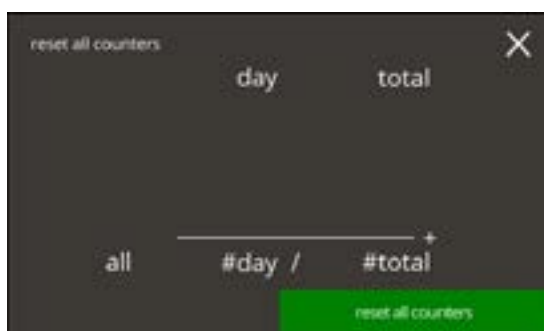 reset all counters
day total
+
all #day / #total
reset all counters